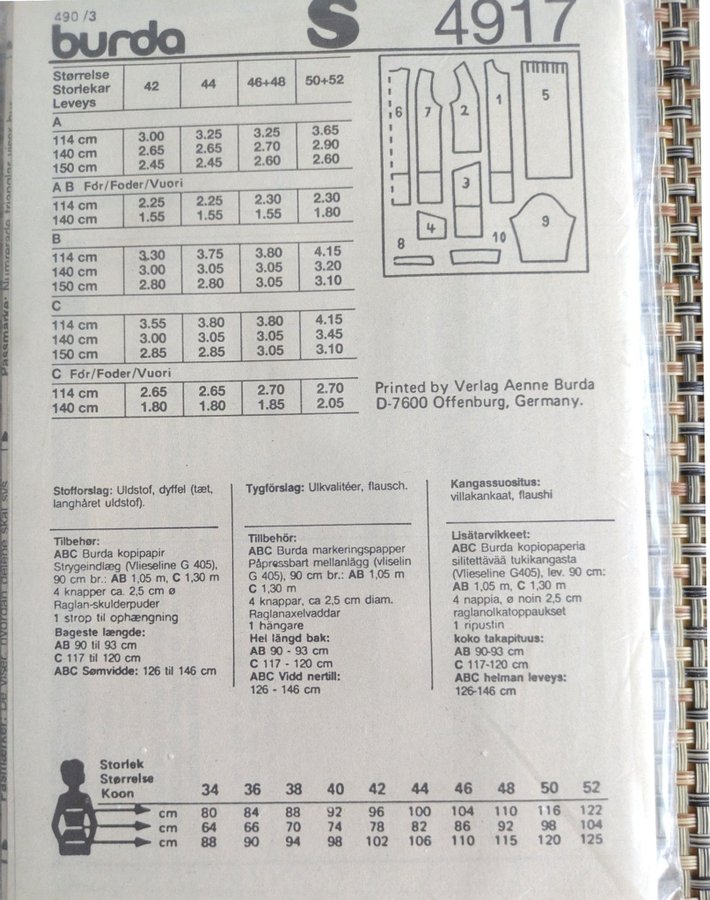 490 /3
burda S 4917
Størrelse
Storlekar 42 44 46+48 50+52
Leveys
A
114 cm 3.00 3.25 3.25 3.65
140 cm 2.65 2.65 2.70 2.90
150 cm 2.45 2.45 2.60 2.60
A B Fdr/Foder/Vuori
114 cm 2.25 2.25 2.30 2.30
140 cm 1.55 1.55 1.55 1.80
B
114 cm 3.30 3.75 3.80 4.15
140 cm 3.00 3.05 3.05 3.20
150 cm 2.80 2.80 3.05 3.10
C
114 cm 3.55 3.80 3.80 4.15
140 cm 3.00 3.05 3.05 3.45
150 cm 2.85 2.85 3.05 3.10
C Fdr/Foder/Vuori
114 cm 2.65 2.65 2.70 2.70
140 cm 1.80 1.80 1.85 2.05
6 7 2 1 5
3
4 9
8 10
Printed by Verlag Aenne Burda
D-7600 Offenburg, Germany.
Stofforslag: Uldstof, dyffel (tæt,
langhåret uldstof).
Tilbehør:
ABC Burda kopipapir
Strygeindlæg (Vlieseline G 405),
90 cm br.: AB 1,05 m, C 1,30 m
4 knapper ca. 2,5 cm ø
Raglan-skulderpuder
1 strop til ophængning
Bageste længde:
AB 90 til 93 cm
C 117 til 120 cm
ABC Sømvidde: 126 til 146 cm
Tygförslag: Ulkvalitéer, flausch.
Tillbehör:
ABC Burda markeringspapper
Påpressbart mellanlägg (vliselin
G 405), 90 cm br.: AB 1,05 m
C 1,30 m
4 knappar, ca 2,5 cm diam.
Raglanaxelvaddar
1 hängare
Hel längd bak:
AB 90 - 93 cm
C 117 - 120 cm
ABC Vidd nertill:
126 - 146 cm
Kangassuositus:
villakankaat, flaushi
Lisätarvikkeet:
ABC Burda kopiopaperia
silitettävää tukikangasta
(Vlieseline G405), lev. 90 cm:
AB 1,05 m, C 1,30 m
4 nappia, ø noin 2,5 cm
raglanolkatoppaukset
1 ripustin
koko takapituus:
AB 90-93 cm
C 117-120 cm
ABC helman leveys:
126-146 cm
Storlek
Størrelse
Koon 34 36 38 40 42 44 46 48 50 52
cm 80 84 88 92 96 100 104 110 116 122
cm 64 66 70 74 78 82 86 92 98 104
cm 88 90 94 98 102 106 110 115 120 125